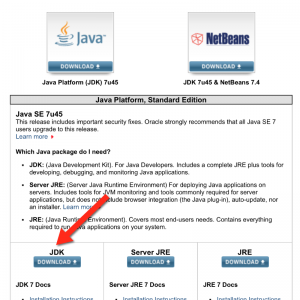 Java™
NetBeans
DOWNLOAD
DOWNLOAD
Java Platform (JDK) 7u45
JDK 7u45 & NetBeans 7.4
Java Platform, Standard Edition
Java SE 7u45
This release includes important security fixes. Oracle strongly recommends that all Java SE 7
users upgrade to this release.
Learn more
Which Java package do I need?
• JDK: (Java Development Kit). For Java Developers. Includes a complete JRE plus tools for
developing, debugging, and monitoring Java applications.
• Server JRE: (Server Java Runtime Environment) For deploying Java applications on
servers. Includes tools for JVM monitoring and tools commonly required for server
applications, but does not include browser integration (the Java plug-in), auto-update, nor
an installer. Learn more
• JRE: (Java Runtime Environment). Covers most end-users needs. Contains everything
required to run Java applications on your system.
JDK
Server JRE
JRE
DOWNLOAD
DOWNLOAD
DOWNLOAD
JDK 7 Docs
Server JRE 7 Docs
JRE 7 Docs
• Installation Instructions
• Installation Instructions
• Installation